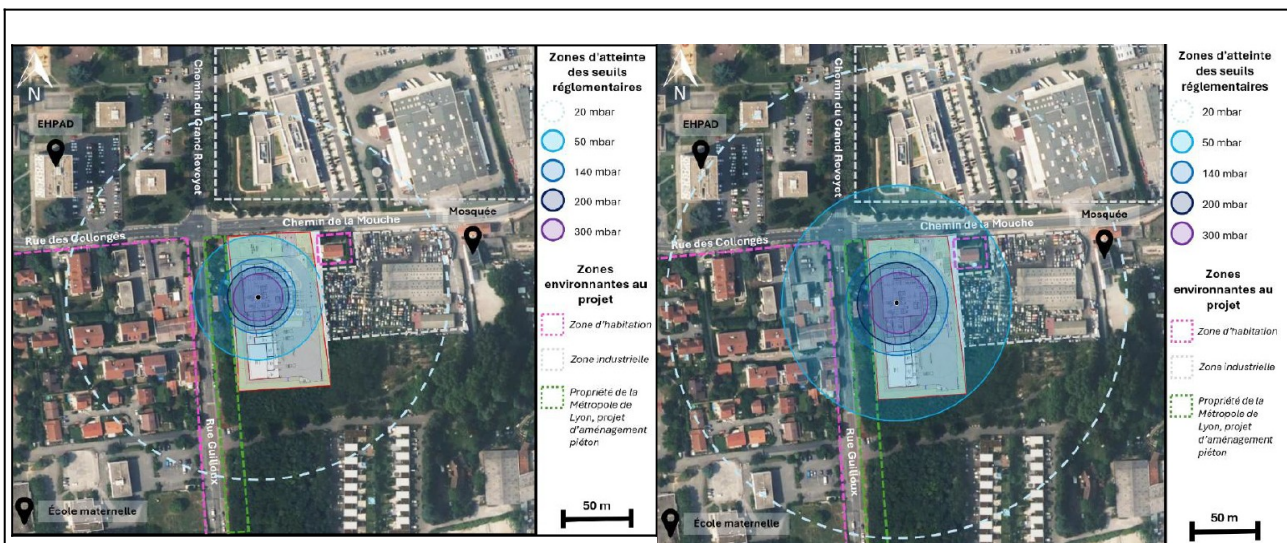 N
EHPAD
Chemin du Grand Revoyet
Chemin de la Mouche
Mosquée
Rue des Collonges
Rue Guilloux
École maternelle
Zones d'atteinte
des seuils
réglementaires
20 mbar
50 mbar
140 mbar
200 mbar
300 mbar
Zones
environnantes au
projet
Zone d'habitation
Zone industrielle
Propriété de la
Métropole de
Lyon, projet
d'aménagement
piéton
50 m
N
EHPAD
Chemin du Grand Revoyet
Chemin de la Mouche
Mosquée
Rue des Collonges
Rue Guilloux
École maternelle
Zones d'atteinte
des seuils
réglementaires
20 mbar
50 mbar
140 mbar
200 mbar
300 mbar
Zones
environnantes au
projet
Zone d'habitation
Zone industrielle
Propriété de la
Métropole de
Lyon, projet
d'aménagement
piéton
50 m